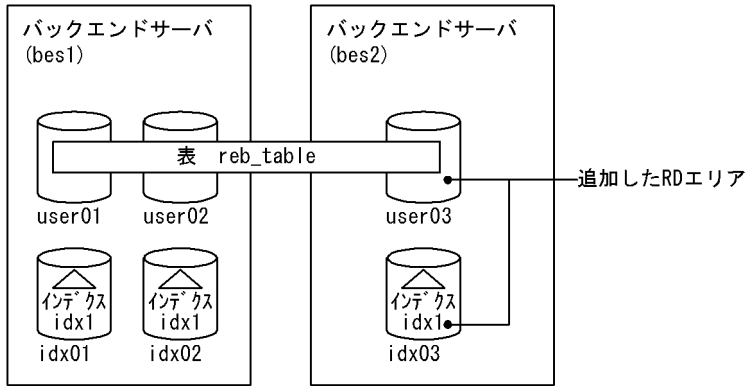 バックエンドサーバ
(bes1)
バックエンドサーバ
(bes2)
表 reb_table
追加したRDエリア
user01
user02
user03
インデクス
idx1
インデクス
idx1
インデクス
idx1
idx01
idx02
idx03